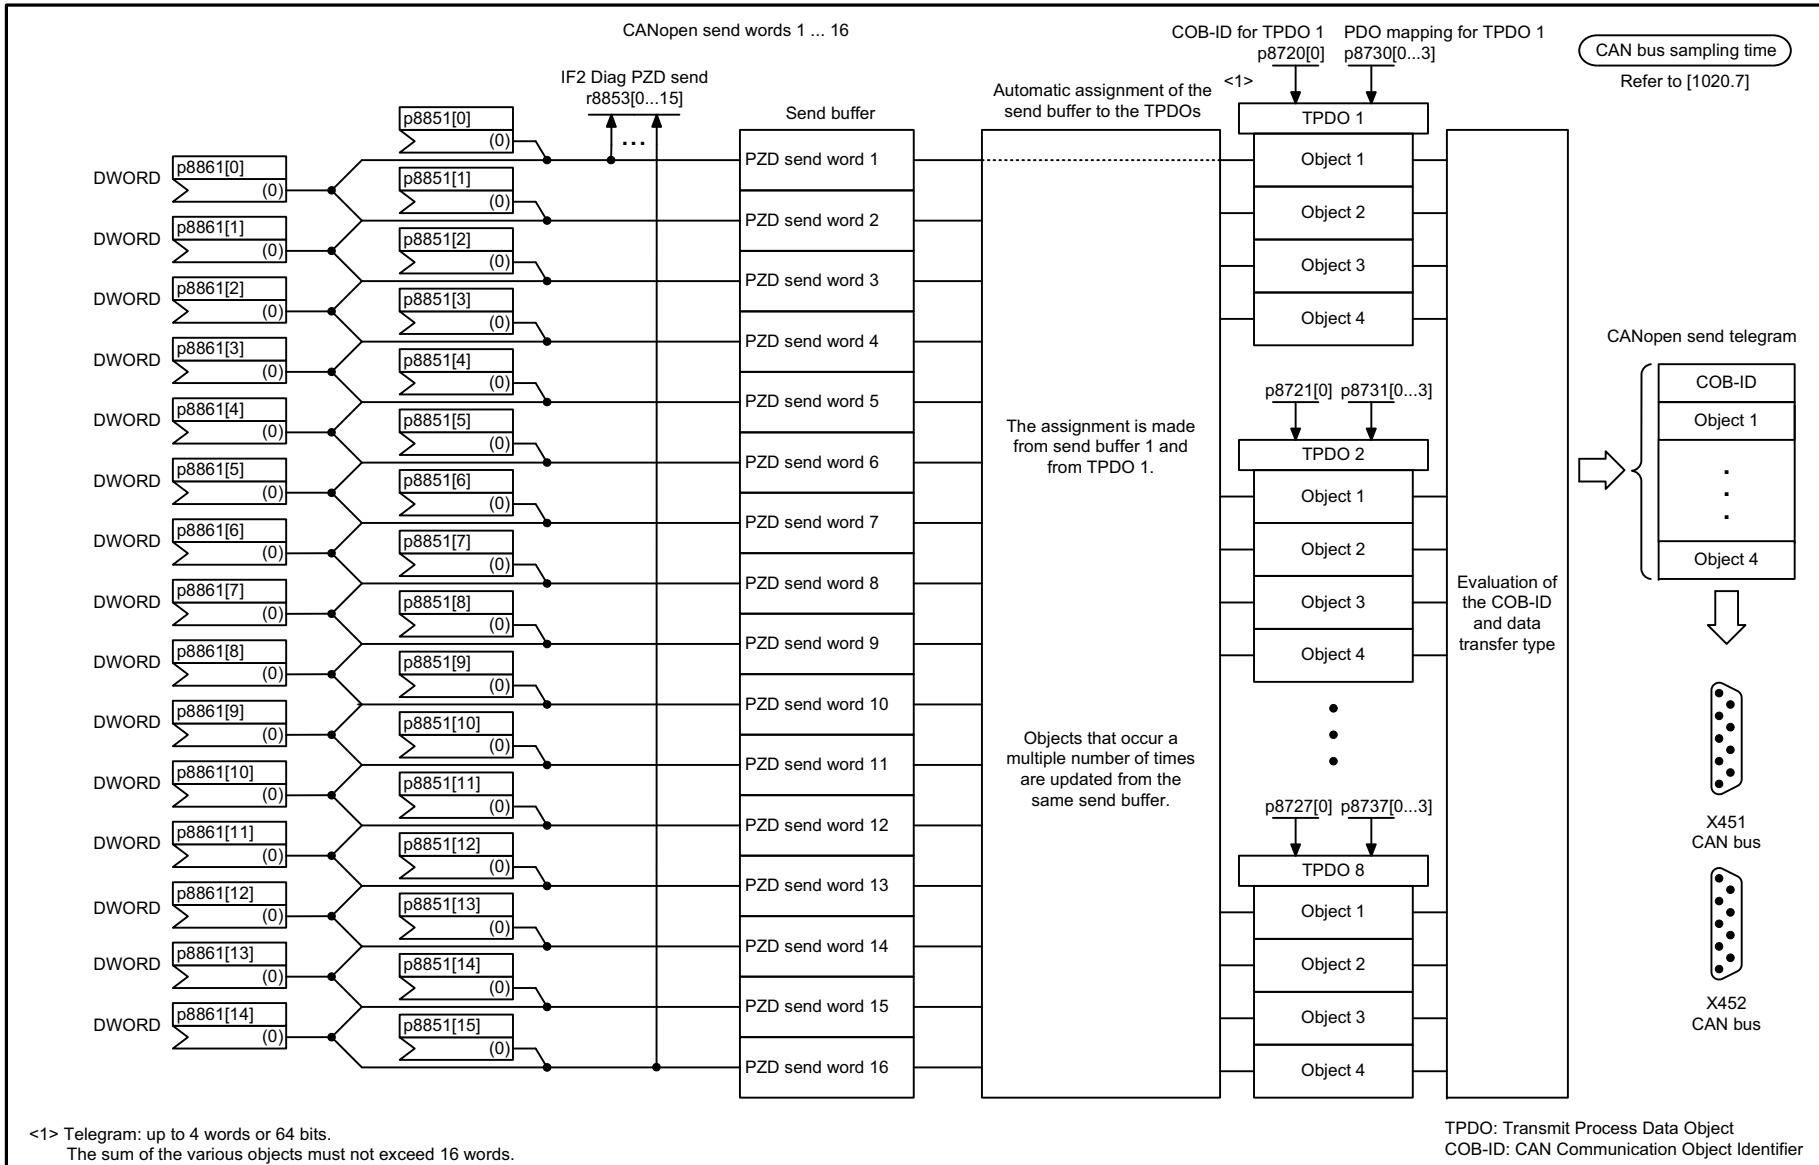 CANopen send words 1 ... 16
COB-ID for TPDO 1
p8720[0]
PDO mapping for TPDO 1
p8730[0...3]
<1>
CAN bus sampling time
Refer to [1020.7]
IF2 Diag PZD send
r8853[0...15]
...
Send buffer
Automatic assignment of the
send buffer to the TPDOs
DWORD p8861[0] (0)
DWORD p8861[1] (0)
DWORD p8861[2] (0)
DWORD p8861[3] (0)
DWORD p8861[4] (0)
DWORD p8861[5] (0)
DWORD p8861[6] (0)
DWORD p8861[7] (0)
DWORD p8861[8] (0)
DWORD p8861[9] (0)
DWORD p8861[10] (0)
DWORD p8861[11] (0)
DWORD p8861[12] (0)
DWORD p8861[13] (0)
DWORD p8861[14] (0)
p8851[0] (0)
p8851[1] (0)
p8851[2] (0)
p8851[3] (0)
p8851[4] (0)
p8851[5] (0)
p8851[6] (0)
p8851[7] (0)
p8851[8] (0)
p8851[9] (0)
p8851[10] (0)
p8851[11] (0)
p8851[12] (0)
p8851[13] (0)
p8851[14] (0)
p8851[15] (0)
PZD send word 1
PZD send word 2
PZD send word 3
PZD send word 4
PZD send word 5
PZD send word 6
PZD send word 7
PZD send word 8
PZD send word 9
PZD send word 10
PZD send word 11
PZD send word 12
PZD send word 13
PZD send word 14
PZD send word 15
PZD send word 16
The assignment is made
from send buffer 1 and
from TPDO 1.
Objects that occur a
multiple number of times
are updated from the
same send buffer.
TPDO 1
Object 1
Object 2
Object 3
Object 4
p8721[0] p8731[0...3]
TPDO 2
Object 1
Object 2
Object 3
Object 4
p8727[0] p8737[0...3]
TPDO 8
Object 1
Object 2
Object 3
Object 4
Evaluation of
the COB-ID
and data
transfer type
CANopen send telegram
COB-ID
Object 1
.
.
.
Object 4
X451
CAN bus
X452
CAN bus
<1> Telegram: up to 4 words or 64 bits.
The sum of the various objects must not exceed 16 words.
TPDO: Transmit Process Data Object
COB-ID: CAN Communication Object Identifier